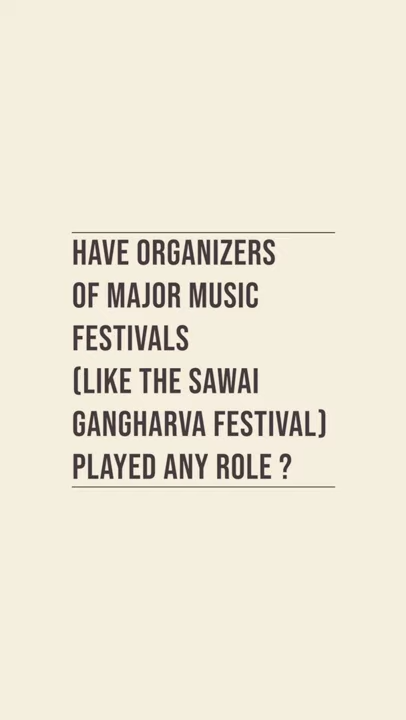 HAVE ORGANIZERS
OF MAJOR MUSIC
FESTIVALS
(LIKE THE SAWAI
GANGHARVA FESTIVAL)
PLAYED ANY ROLE ?